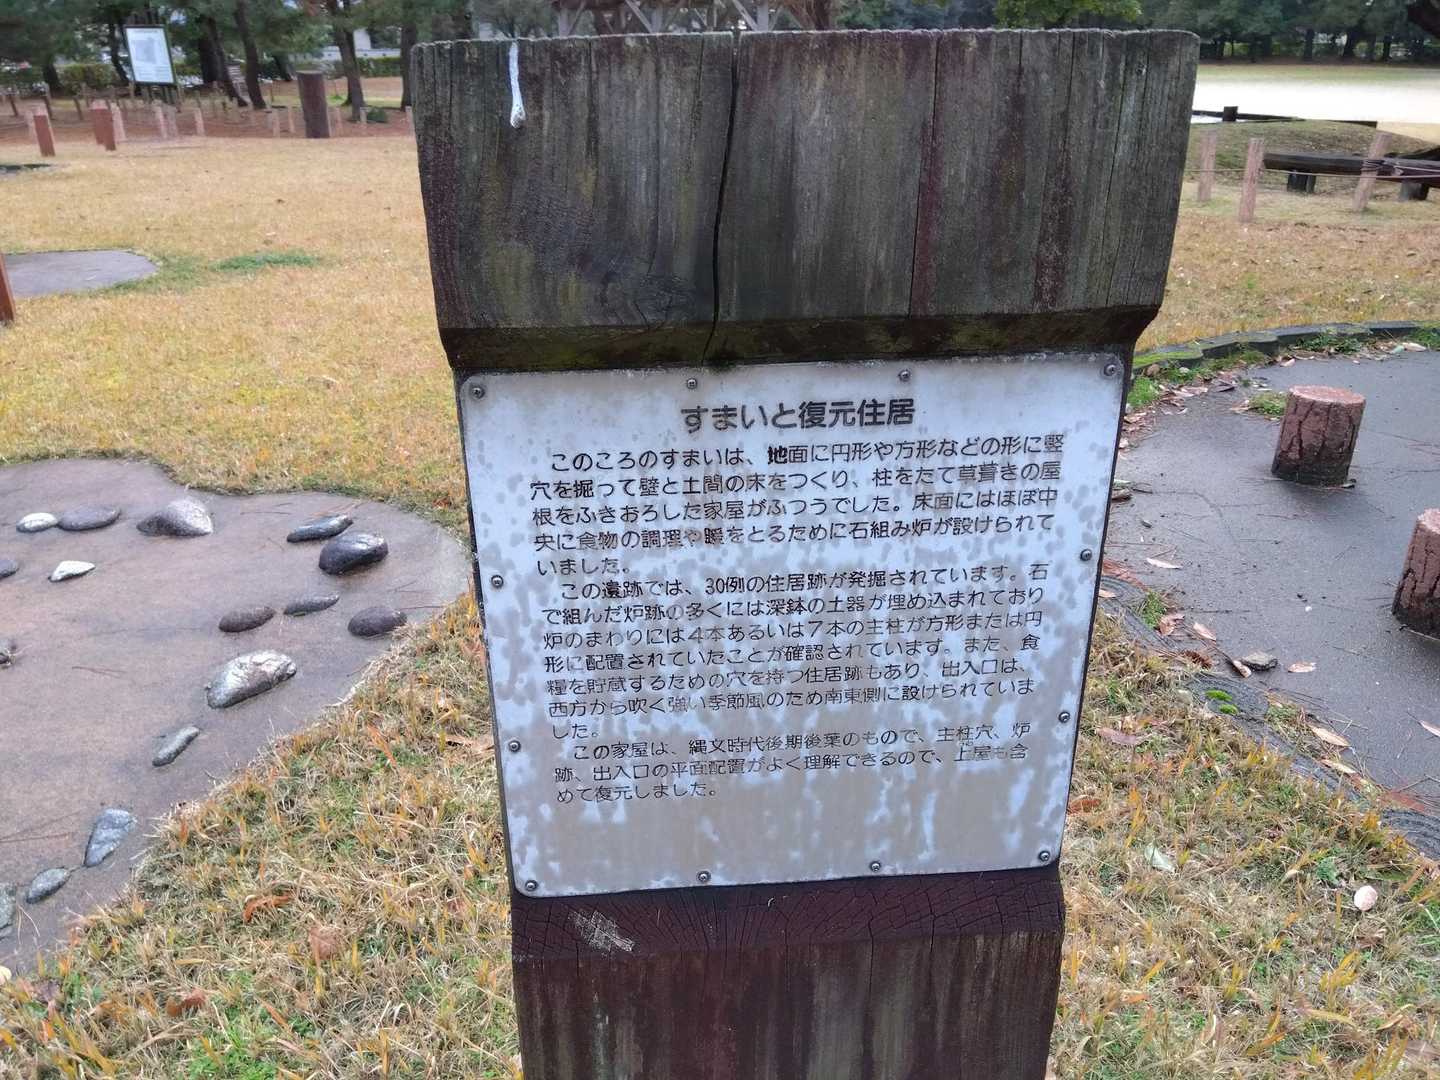 すまいと復元住居
このころのすまいは、地面に円形や方形などの形に竪
穴を掘って壁と土間の床をつくり、柱をたて草葺きの屋
根をふきおろした家屋がふつうでした。床面にはほぼ中
央に食物の調理や暖をとるために石組み炉が設けられて
いました。
この遺跡では、30例の住居跡が発掘されています。石
で組んだ炉跡の多くには深鉢の土器が埋め込まれており
炉のまわりには4本あるいは7本の主柱が方形または円
形に配置されていたことが確認されています。また、食
糧を貯蔵するための穴を持つ住居跡もあり、出入口は、
西方から吹く強い季節風のため南東側に設けられていま
した。
この家屋は、縄文時代後期後葉のもので、主柱穴、炉
跡、出入口の平面配置がよく理解できるので、上屋も含
めて復元しました。